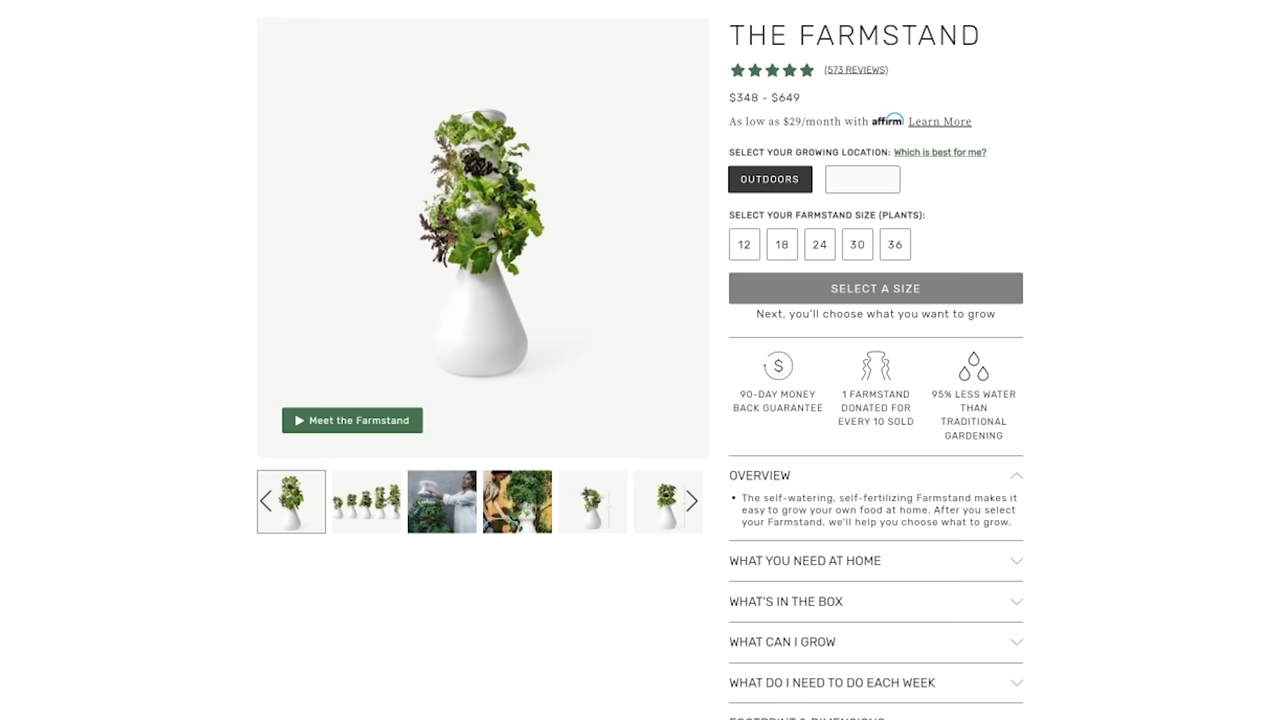 THE FARMSTAND
(573 REVIEWS)
$348 - $649
As low as $29/month with affirm Learn More
SELECT YOUR GROWING LOCATION: Which is best for me?
OUTDOORS
SELECT YOUR FARMSTAND SIZE (PLANTS):
12 18 24 30 36
SELECT A SIZE
Next, you'll choose what you want to grow
$
90-DAY MONEY
BACK GUARANTEE
1 FARMSTAND
DONATED FOR
EVERY 10 SOLD
95% LESS WATER
THAN
TRADITIONAL
GARDENING
Meet the Farmstand
OVERVIEW
• The self-watering, self-fertilizing Farmstand makes it
easy to grow your own food at home. After you select
your Farmstand, we'll help you choose what to grow.
WHAT YOU NEED AT HOME
WHAT'S IN THE BOX
WHAT CAN I GROW
WHAT DO I NEED TO DO EACH WEEK
FOOTPRINT & DIMENSIONS